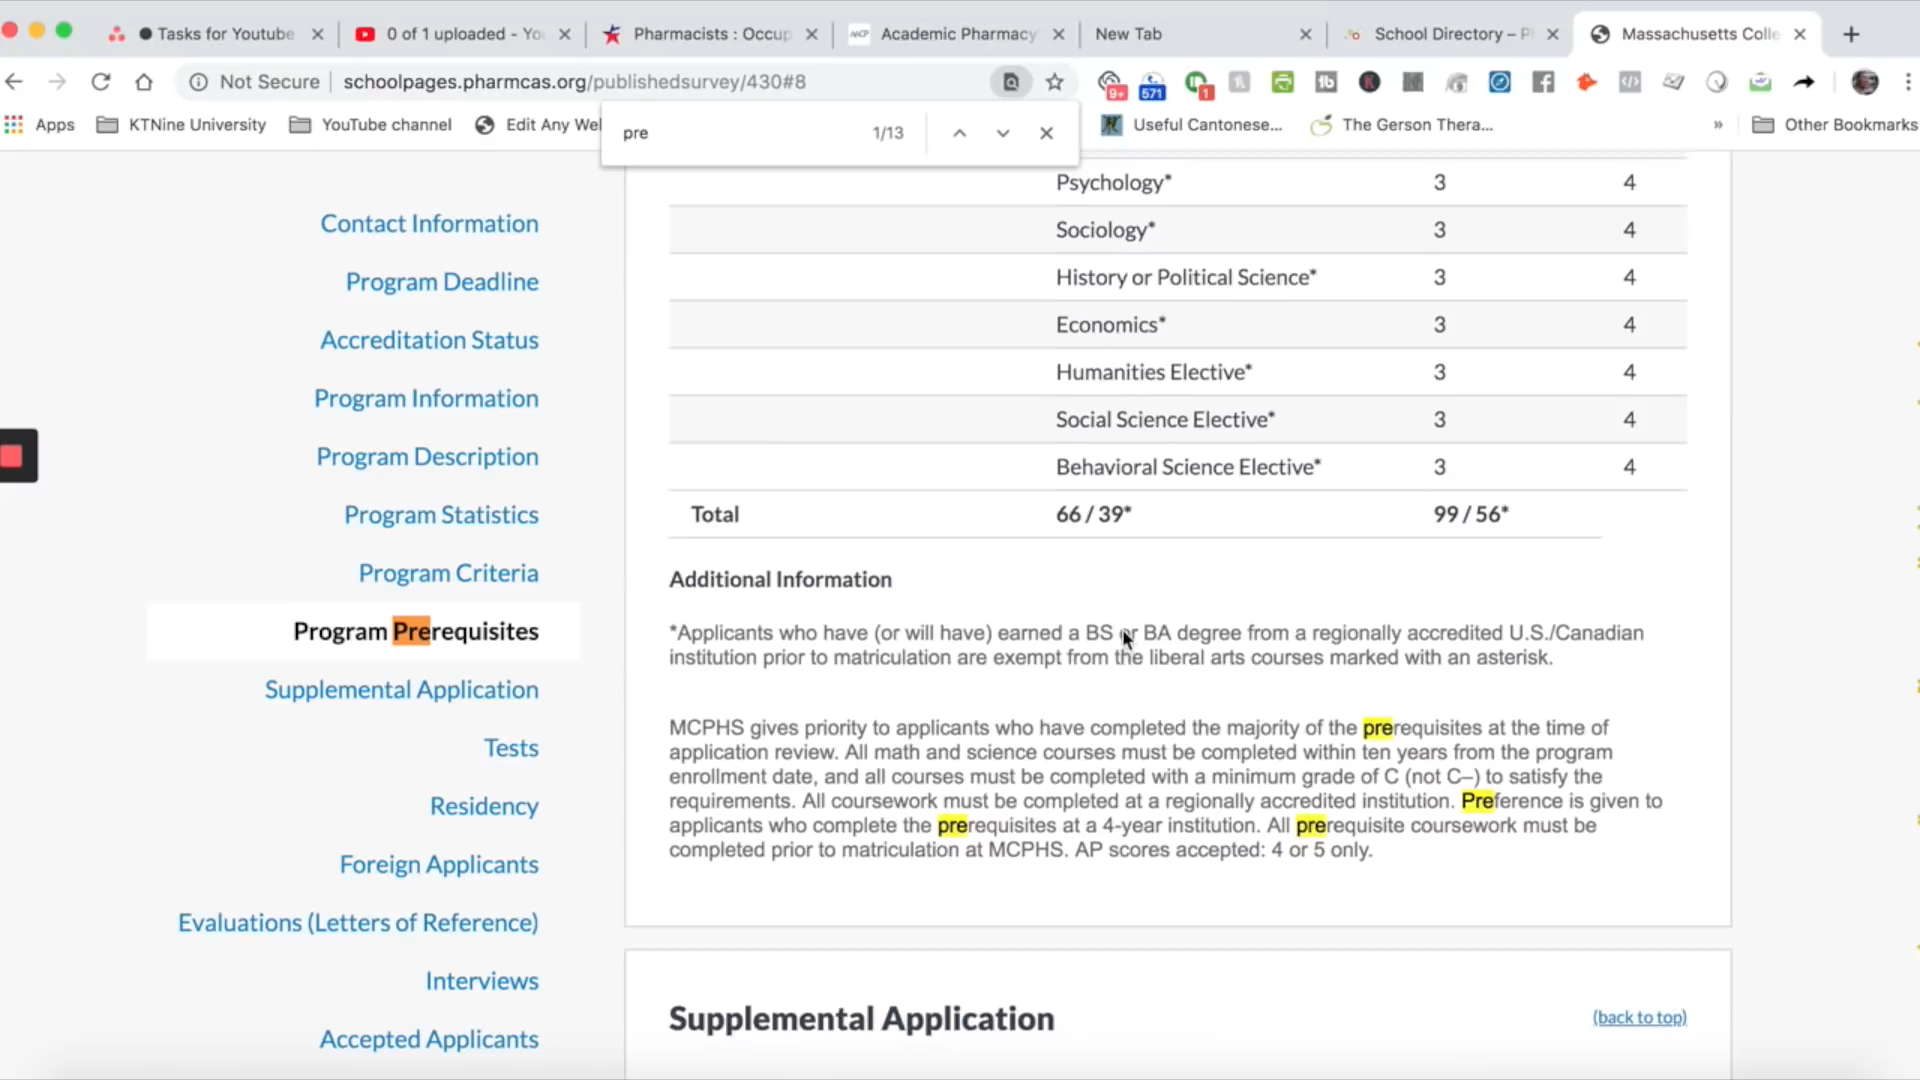 Tasks for Youtube
0 of 1 uploaded - Yo
Pharmacists : Occup
AACP
Academic Pharmacy
New Tab
School Directory – P
Massachusetts Colle
Not Secure
schoolpages.pharmcas.org/publishedsurvey/430#8
9+
571
1
Apps
KTNine University
YouTube channel
Edit Any Wel
pre
1/13
Useful Cantonese...
The Gerson Thera...
»
Other Bookmarks
Contact Information
Program Deadline
Accreditation Status
Program Information
Program Description
Program Statistics
Program Criteria
Program Prerequisites
Supplemental Application
Tests
Residency
Foreign Applicants
Evaluations (Letters of Reference)
Interviews
Accepted Applicants
Psychology* 3 4
Sociology* 3 4
History or Political Science* 3 4
Economics* 3 4
Humanities Elective* 3 4
Social Science Elective* 3 4
Behavioral Science Elective* 3 4
Total 66 / 39* 99 / 56*
Additional Information
*Applicants who have (or will have) earned a BS or BA degree from a regionally accredited U.S./Canadian
institution prior to matriculation are exempt from the liberal arts courses marked with an asterisk.
MCPHS gives priority to applicants who have completed the majority of the prerequisites at the time of
application review. All math and science courses must be completed within ten years from the program
enrollment date, and all courses must be completed with a minimum grade of C (not C–) to satisfy the
requirements. All coursework must be completed at a regionally accredited institution. Preference is given to
applicants who complete the prerequisites at a 4-year institution. All prerequisite coursework must be
completed prior to matriculation at MCPHS. AP scores accepted: 4 or 5 only.
Supplemental Application
(back to top)